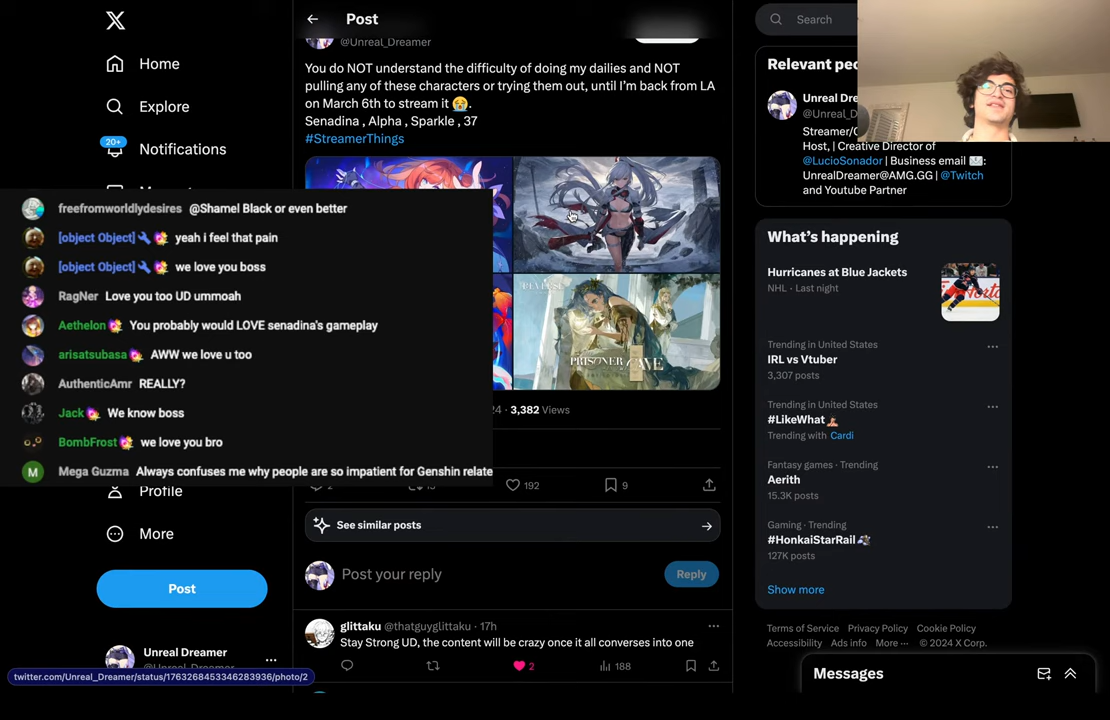 Home
Explore
20+
Notifications
Profile
More
Post
Unreal Dreamer
twitter.com/Unreal_Dreamer/status/1763268453346283936/photo/2
freefromworldlydesires @Shamel Black or even better
[object Object] yeah i feel that pain
[object Object] we love you boss
RagNer Love you too UD ummoah
Aethelon You probably would LOVE senadina's gameplay
arisatsubasa AWW we love u too
AuthenticAmr REALLY?
Jack We know boss
BombFrost we love you bro
M Mega Guzma Always confuses me why people are so impatient for Genshin relate
Post
@Unreal_Dreamer
You do NOT understand the difficulty of doing my dailies and NOT
pulling any of these characters or trying them out, until I'm back from LA
on March 6th to stream it 😭.
Senadina , Alpha , Sparkle , 37
#StreamerThings
PRISONER
CAVE
24 · 3,382 Views
192
9
See similar posts
Post your reply
Reply
glittaku @thatguyglittaku · 17h
Stay Strong UD, the content will be crazy once it all converses into one
2
188
Search
Relevant peo
Unreal Dre
@Unreal_D
Streamer/C
Host, | Creative Director of
@LucioSonador | Business email ✉️:
UnrealDreamer@AMG.GG | @Twitch
and Youtube Partner
What's happening
Hurricanes at Blue Jackets
NHL · Last night
Trending in United States
IRL vs Vtuber
3,307 posts
Trending in United States
#LikeWhat
Trending with Cardi
Fantasy games · Trending
Aerith
15.3K posts
Gaming · Trending
#HonkaiStarRail
127K posts
Show more
Terms of Service Privacy Policy Cookie Policy
Accessibility Ads info More ··· © 2024 X Corp.
Messages